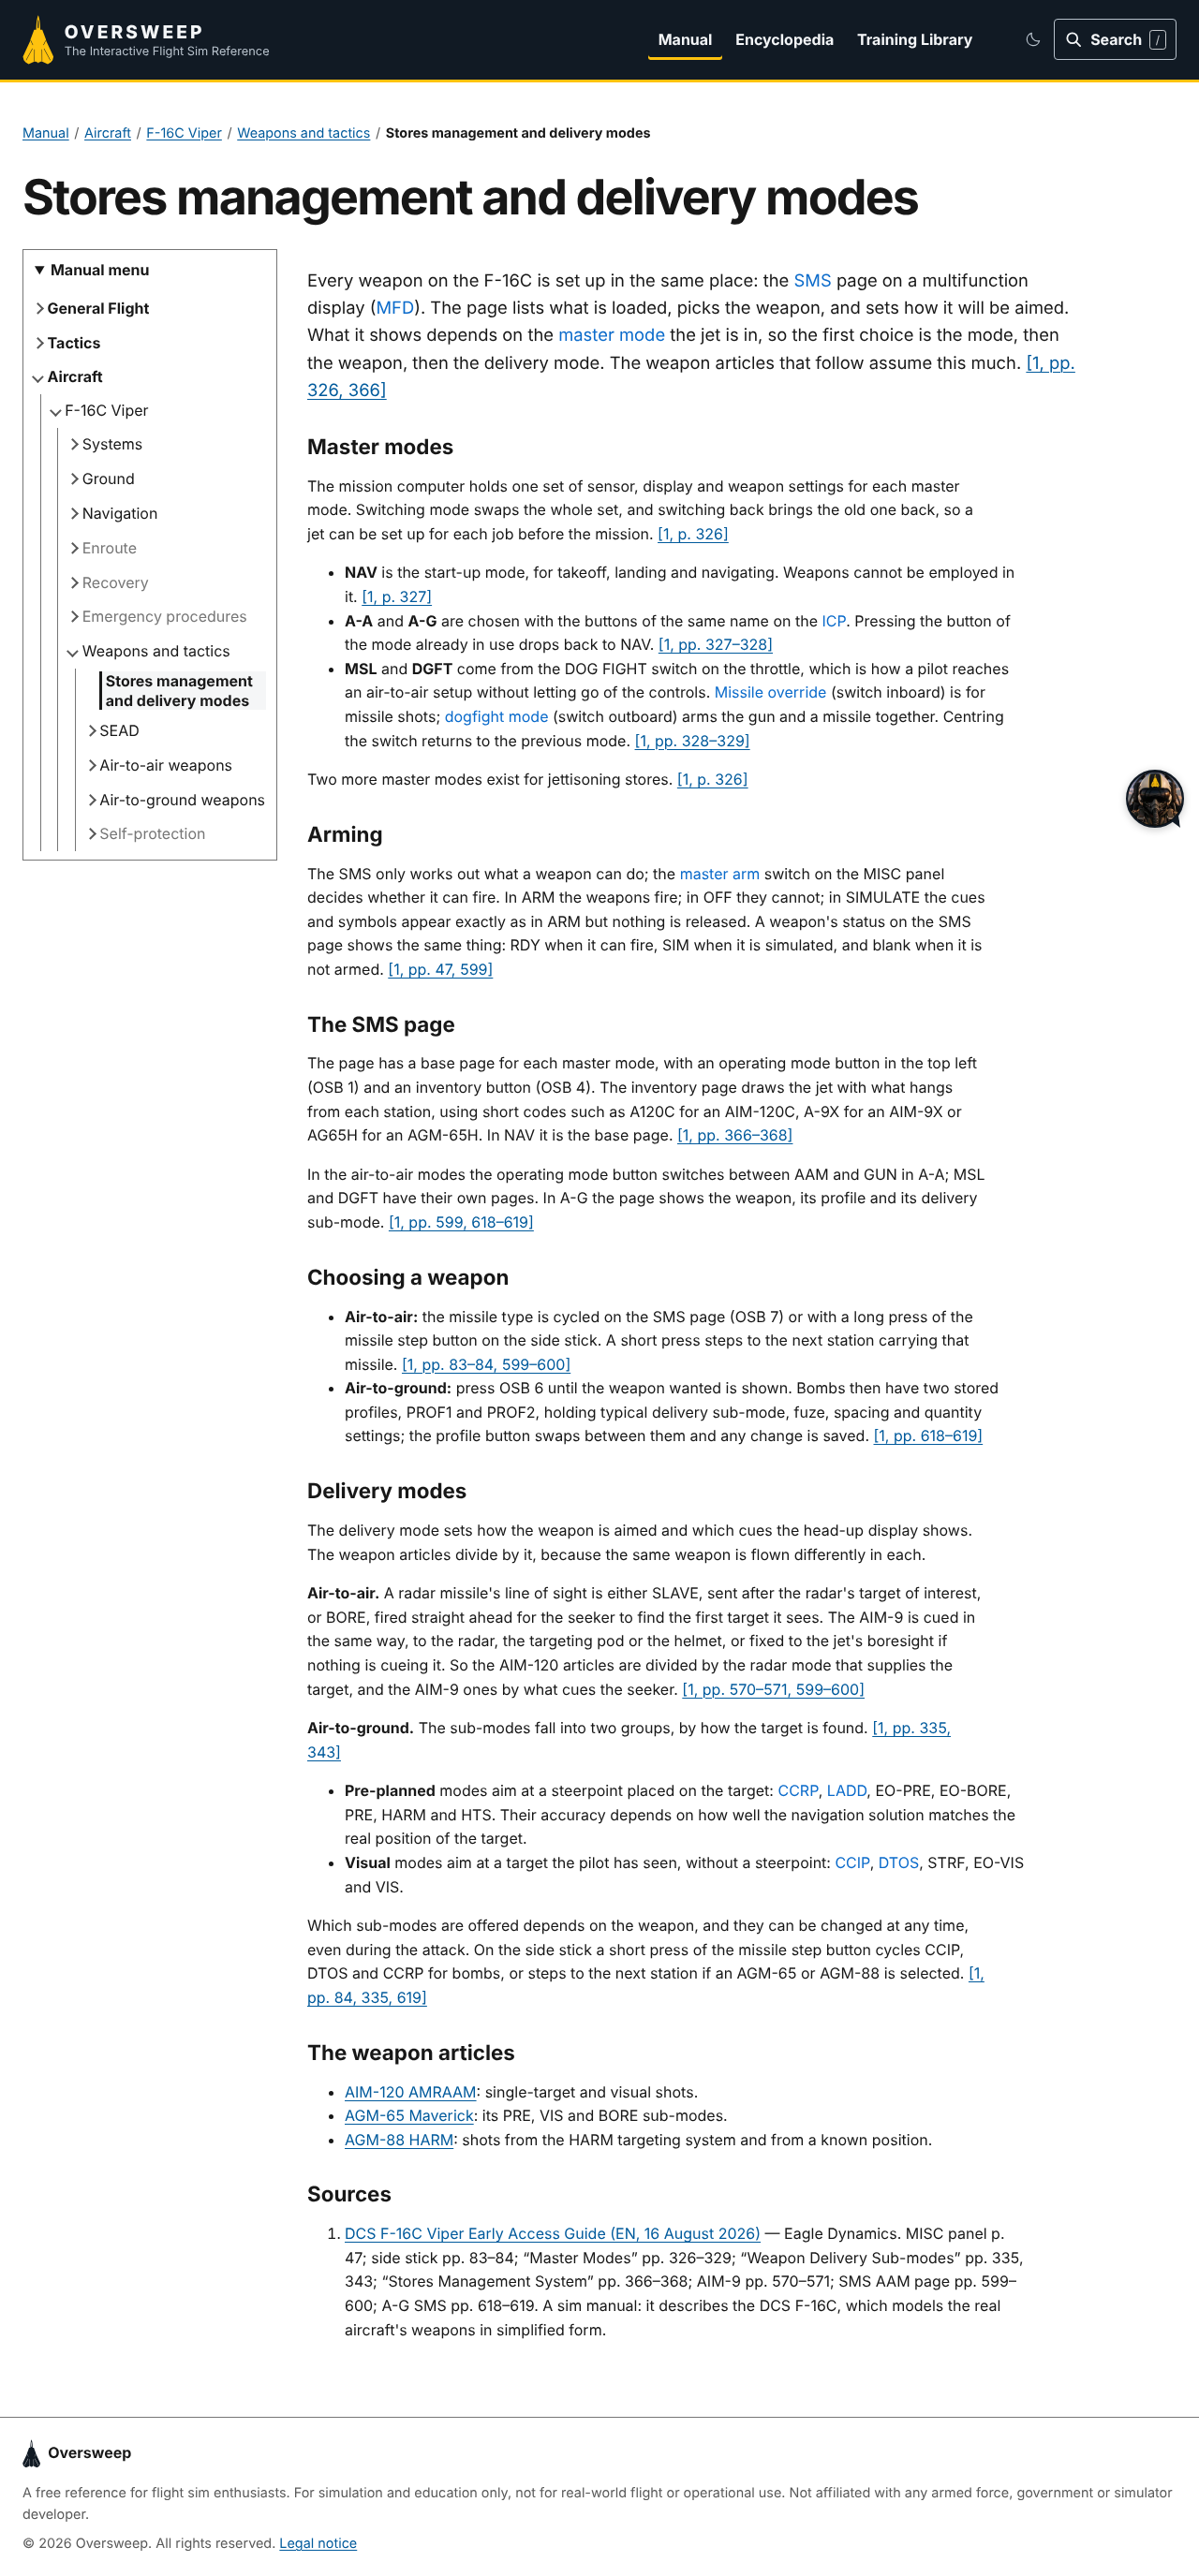 OVERSWEEP
The Interactive Flight Sim Reference
Manual Encyclopedia Training Library Search /
Manual / Aircraft / F-16C Viper / Weapons and tactics / Stores management and delivery modes
Stores management and delivery modes
Manual menu
General Flight
Tactics
Aircraft
F-16C Viper
Systems
Ground
Navigation
Enroute
Recovery
Emergency procedures
Weapons and tactics
Stores management
and delivery modes
SEAD
Air-to-air weapons
Air-to-ground weapons
Self-protection
Every weapon on the F-16C is set up in the same place: the SMS page on a multifunction
display (MFD). The page lists what is loaded, picks the weapon, and sets how it will be aimed.
What it shows depends on the master mode the jet is in, so the first choice is the mode, then
the weapon, then the delivery mode. The weapon articles that follow assume this much. [1, pp.
326, 366]
Master modes
The mission computer holds one set of sensor, display and weapon settings for each master
mode. Switching mode swaps the whole set, and switching back brings the old one back, so a
jet can be set up for each job before the mission. [1, p. 326]
• NAV is the start-up mode, for takeoff, landing and navigating. Weapons cannot be employed in
it. [1, p. 327]
• A-A and A-G are chosen with the buttons of the same name on the ICP. Pressing the button of
the mode already in use drops back to NAV. [1, pp. 327–328]
• MSL and DGFT come from the DOG FIGHT switch on the throttle, which is how a pilot reaches
an air-to-air setup without letting go of the controls. Missile override (switch inboard) is for
missile shots; dogfight mode (switch outboard) arms the gun and a missile together. Centring
the switch returns to the previous mode. [1, pp. 328–329]
Two more master modes exist for jettisoning stores. [1, p. 326]
Arming
The SMS only works out what a weapon can do; the master arm switch on the MISC panel
decides whether it can fire. In ARM the weapons fire; in OFF they cannot; in SIMULATE the cues
and symbols appear exactly as in ARM but nothing is released. A weapon's status on the SMS
page shows the same thing: RDY when it can fire, SIM when it is simulated, and blank when it is
not armed. [1, pp. 47, 599]
The SMS page
The page has a base page for each master mode, with an operating mode button in the top left
(OSB 1) and an inventory button (OSB 4). The inventory page draws the jet with what hangs
from each station, using short codes such as A120C for an AIM-120C, A-9X for an AIM-9X or
AG65H for an AGM-65H. In NAV it is the base page. [1, pp. 366–368]
In the air-to-air modes the operating mode button switches between AAM and GUN in A-A; MSL
and DGFT have their own pages. In A-G the page shows the weapon, its profile and its delivery
sub-mode. [1, pp. 599, 618–619]
Choosing a weapon
• Air-to-air: the missile type is cycled on the SMS page (OSB 7) or with a long press of the
missile step button on the side stick. A short press steps to the next station carrying that
missile. [1, pp. 83–84, 599–600]
• Air-to-ground: press OSB 6 until the weapon wanted is shown. Bombs then have two stored
profiles, PROF1 and PROF2, holding typical delivery sub-mode, fuze, spacing and quantity
settings; the profile button swaps between them and any change is saved. [1, pp. 618–619]
Delivery modes
The delivery mode sets how the weapon is aimed and which cues the head-up display shows.
The weapon articles divide by it, because the same weapon is flown differently in each.
Air-to-air. A radar missile's line of sight is either SLAVE, sent after the radar's target of interest,
or BORE, fired straight ahead for the seeker to find the first target it sees. The AIM-9 is cued in
the same way, to the radar, the targeting pod or the helmet, or fixed to the jet's boresight if
nothing is cueing it. So the AIM-120 articles are divided by the radar mode that supplies the
target, and the AIM-9 ones by what cues the seeker. [1, pp. 570–571, 599–600]
Air-to-ground. The sub-modes fall into two groups, by how the target is found. [1, pp. 335,
343]
• Pre-planned modes aim at a steerpoint placed on the target: CCRP, LADD, EO-PRE, EO-BORE,
PRE, HARM and HTS. Their accuracy depends on how well the navigation solution matches the
real position of the target.
• Visual modes aim at a target the pilot has seen, without a steerpoint: CCIP, DTOS, STRF, EO-VIS
and VIS.
Which sub-modes are offered depends on the weapon, and they can be changed at any time,
even during the attack. On the side stick a short press of the missile step button cycles CCIP,
DTOS and CCRP for bombs, or steps to the next station if an AGM-65 or AGM-88 is selected. [1,
pp. 84, 335, 619]
The weapon articles
• AIM-120 AMRAAM: single-target and visual shots.
• AGM-65 Maverick: its PRE, VIS and BORE sub-modes.
• AGM-88 HARM: shots from the HARM targeting system and from a known position.
Sources
1. DCS F-16C Viper Early Access Guide (EN, 16 August 2026) — Eagle Dynamics. MISC panel p.
47; side stick pp. 83–84; “Master Modes” pp. 326–329; “Weapon Delivery Sub-modes” pp. 335,
343; “Stores Management System” pp. 366–368; AIM-9 pp. 570–571; SMS AAM page pp. 599–
600; A-G SMS pp. 618–619. A sim manual: it describes the DCS F-16C, which models the real
aircraft's weapons in simplified form.
Oversweep
A free reference for flight sim enthusiasts. For simulation and education only, not for real-world flight or operational use. Not affiliated with any armed force, government or simulator
developer.
© 2026 Oversweep. All rights reserved. Legal notice